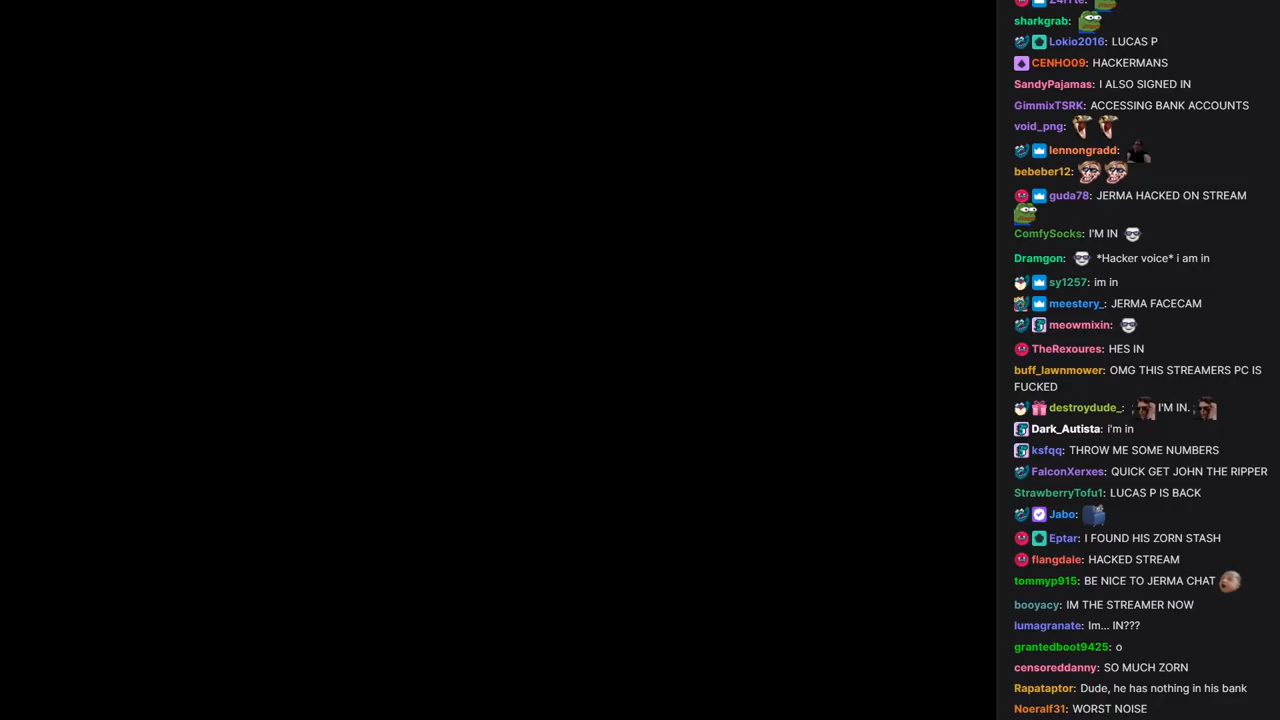 sharkgrab:
Lokio2016: LUCAS P
CENHO09: HACKERMANS
SandyPajamas: I ALSO SIGNED IN
GimmixTSRK: ACCESSING BANK ACCOUNTS
void_png:
lennongradd:
bebeber12:
guda78: JERMA HACKED ON STREAM
ComfySocks: I'M IN
Dramgon: *Hacker voice* i am in
sy1257: im in
meestery_: JERMA FACECAM
meowmixin:
TheRexoures: HES IN
buff_lawnmower: OMG THIS STREAMERS PC IS
FUCKED
destroydude_: I'M IN.
Dark_Autista: i'm in
ksfqq: THROW ME SOME NUMBERS
FalconXerxes: QUICK GET JOHN THE RIPPER
StrawberryTofu1: LUCAS P IS BACK
Jabo:
Eptar: I FOUND HIS ZORN STASH
flangdale: HACKED STREAM
tommyp915: BE NICE TO JERMA CHAT
booyacy: IM THE STREAMER NOW
lumagranate: Im... IN???
grantedboot9425: o
censoreddanny: SO MUCH ZORN
Rapataptor: Dude, he has nothing in his bank
Noeralf31: WORST NOISE